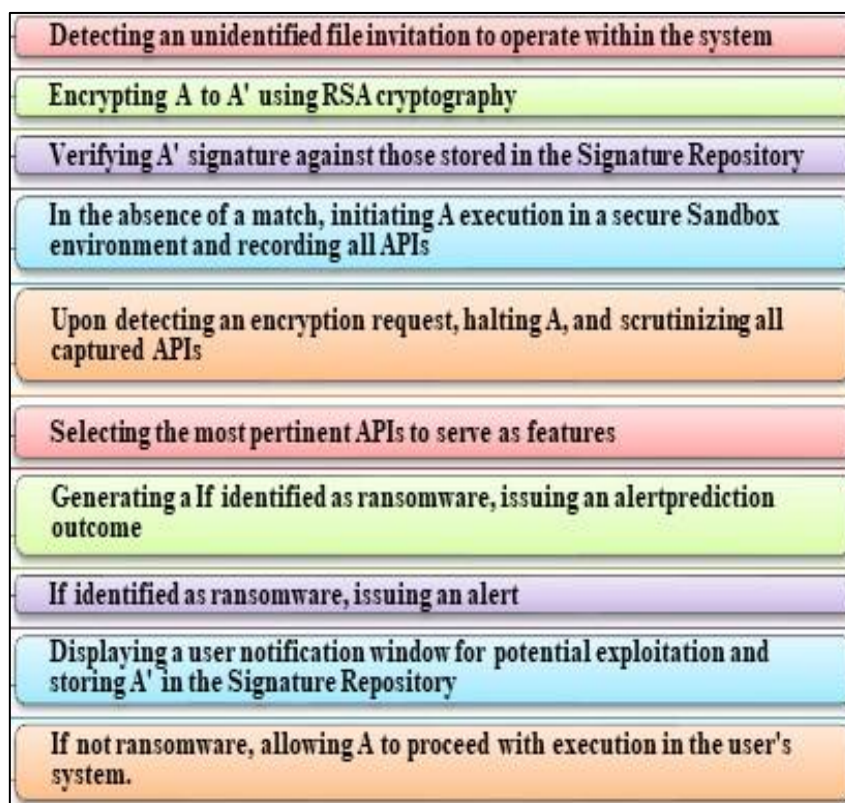 Detecting an unidentified file invitation to operate within the system
Encrypting A to A' using RSA cryptography
Verifying A' signature against those stored in the Signature Repository
In the absence of a match, initiating A execution in a secure Sandbox
environment and recording all APIs
Upon detecting an encryption request, halting A, and scrutinizing all
captured APIs
Selecting the most pertinent APIs to serve as features
Generating a If identified as ransomware, issuing an alertprediction
outcome
If identified as ransomware, issuing an alert
Displaying a user notification window for potential exploitation and
storing A' in the Signature Repository
If not ransomware, allowing A to proceed with execution in the user's
system.